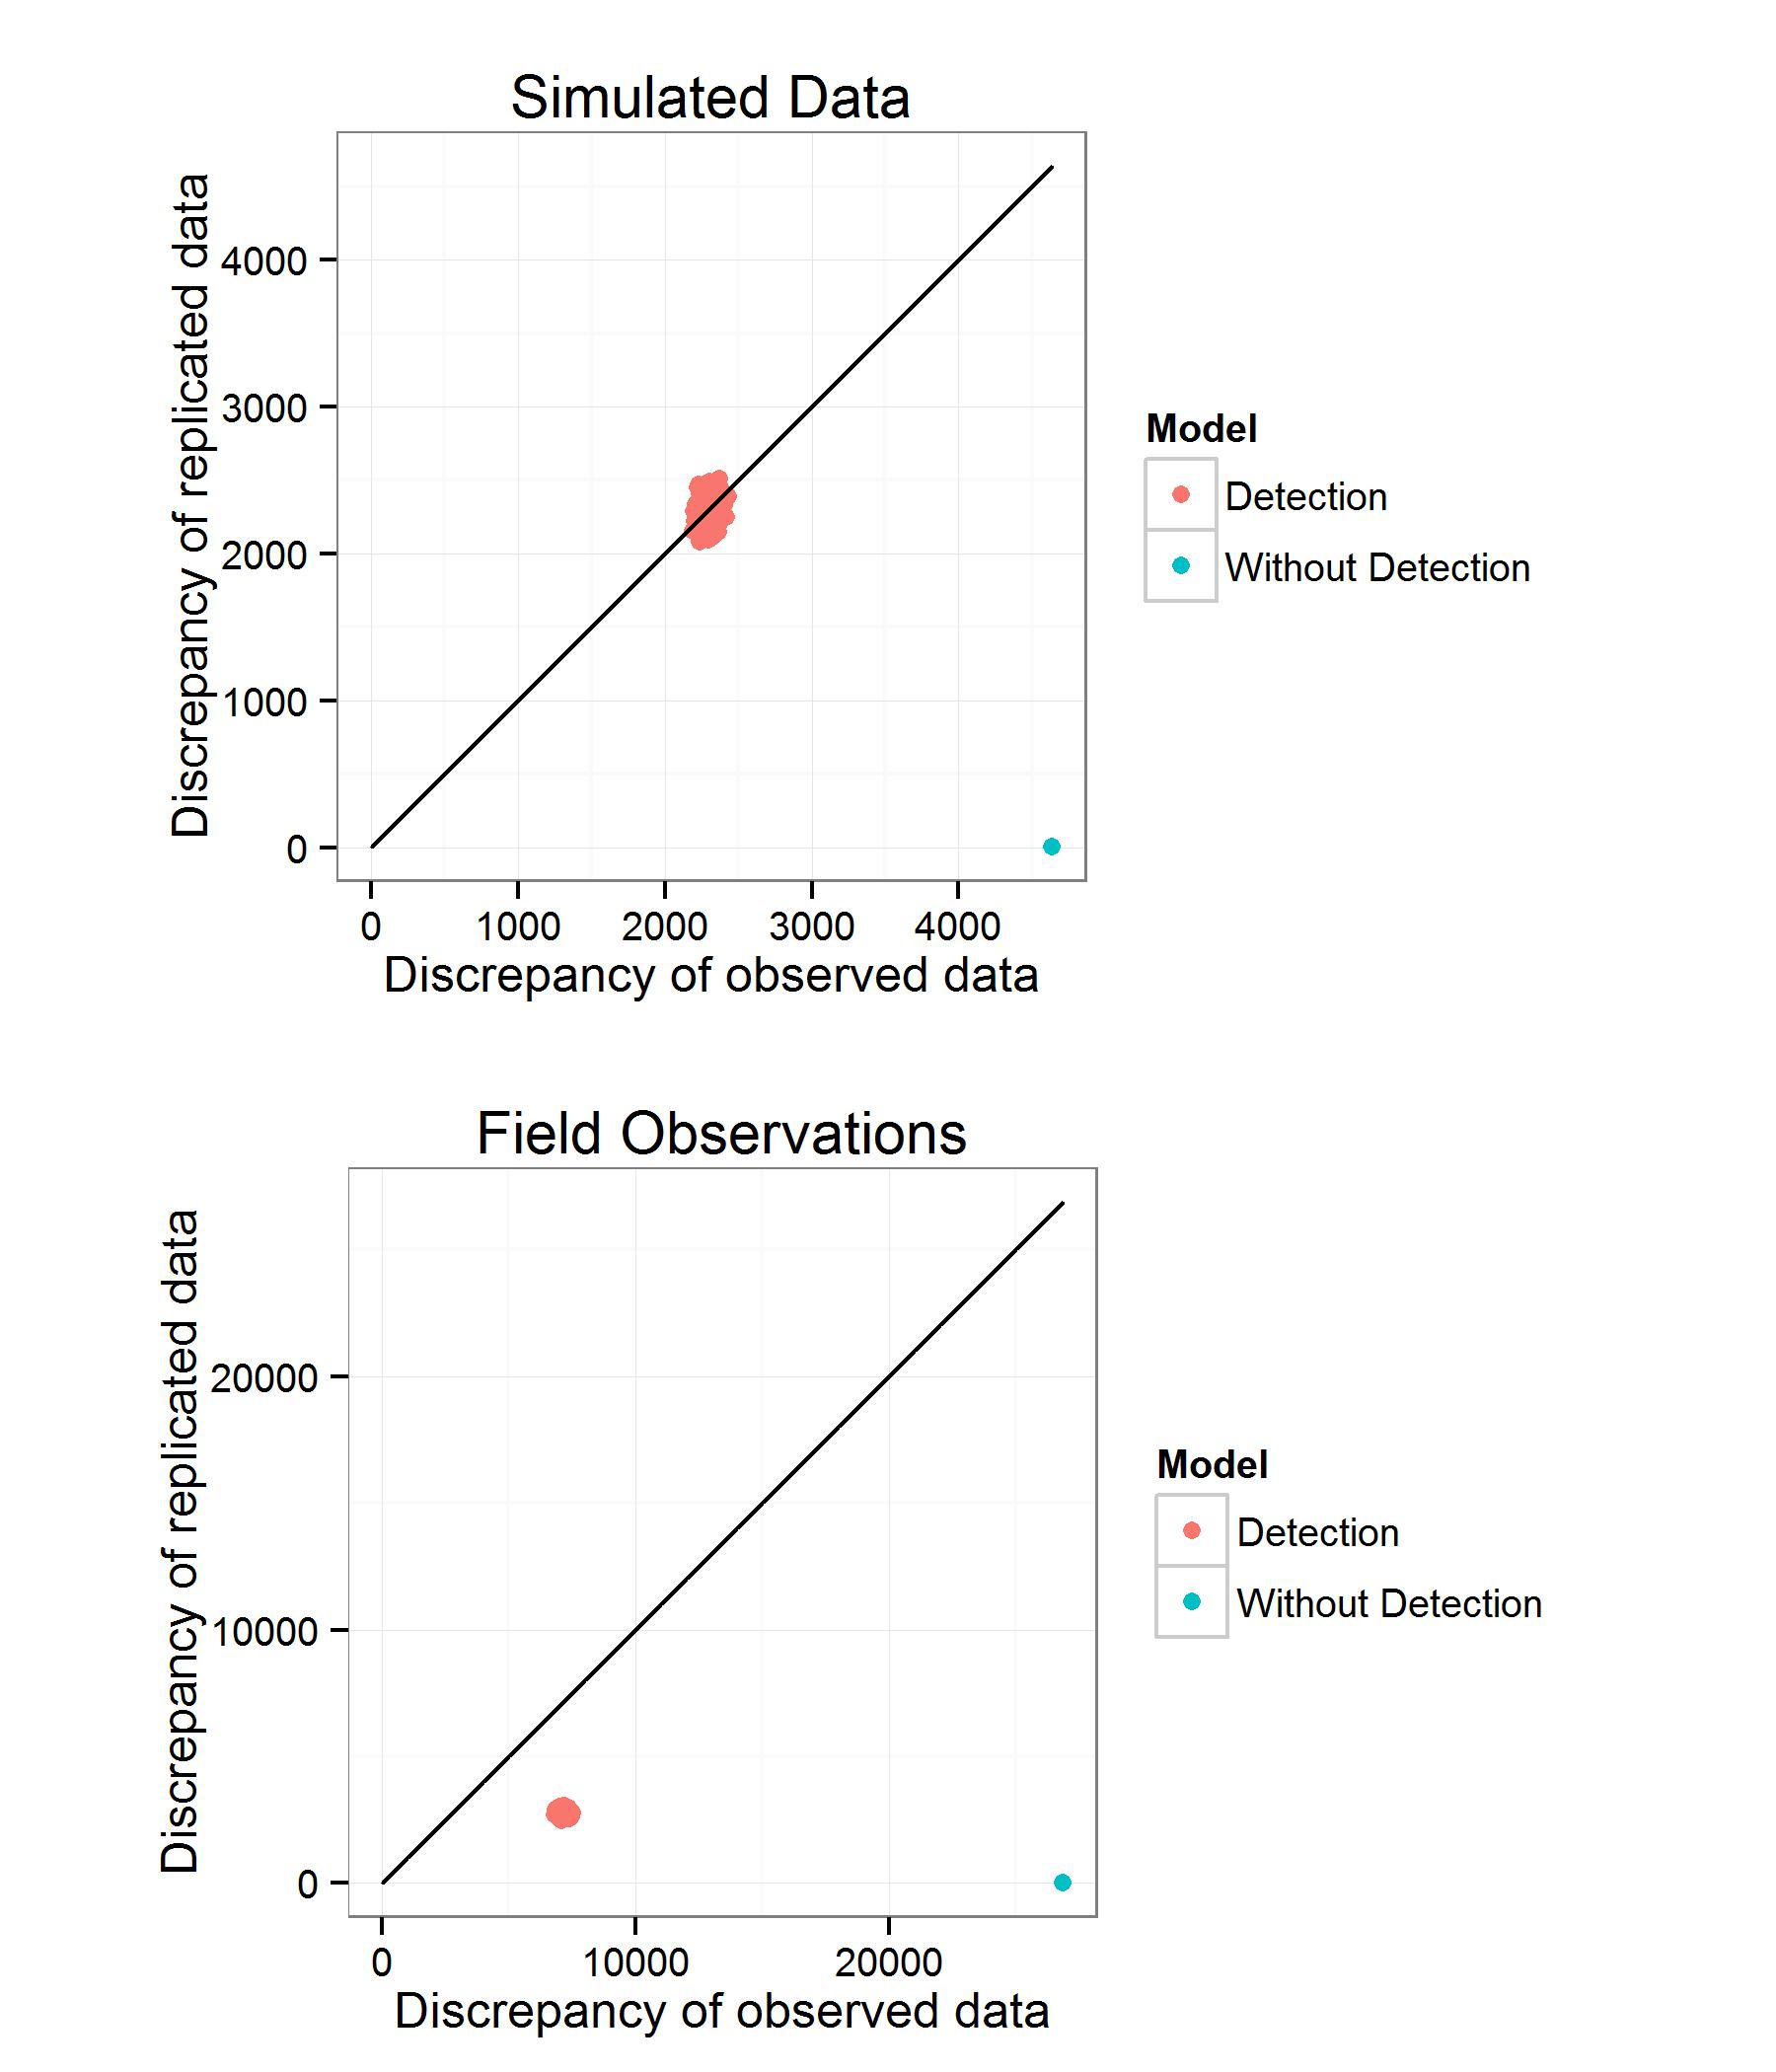 Simulated Data
Discrepancy of replicated data
4000
3000
2000
1000
0
0 1000 2000 3000 4000
Discrepancy of observed data
Model
Detection
Without Detection
Field Observations
Discrepancy of replicated data
20000
10000
0
0 10000 20000
Discrepancy of observed data
Model
Detection
Without Detection